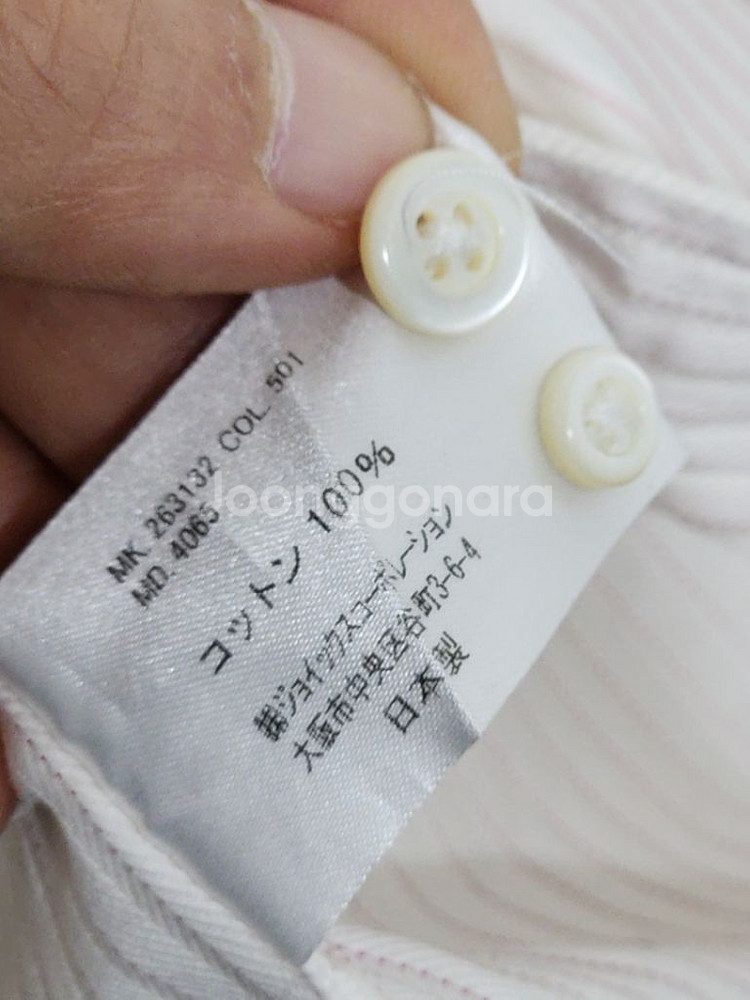 MK. 263132 COL. 501
MD. 4065
コットン 100%
㈱ジョイックスコーポレーション
大阪市中央区谷町3-6-4
日本製
Joonggonara